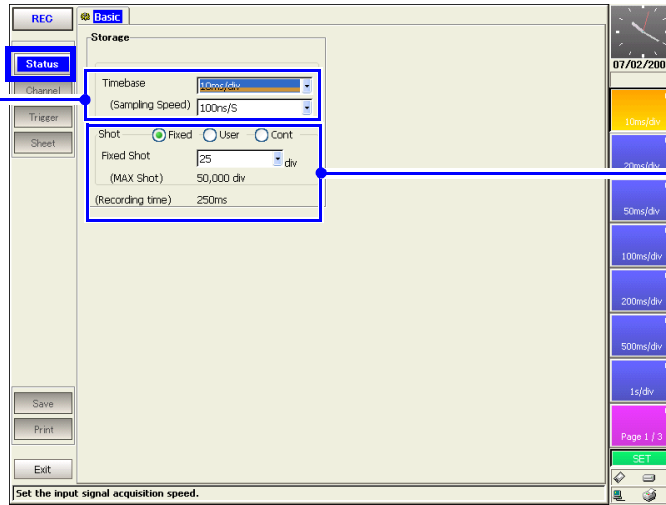 REC
Basic
Storage
Status
Channel
Trigger
Sheet
Timebase 10ms/div
(Sampling Speed) 100ns/S
Shot Fixed User Cont
Fixed Shot 25 div
(MAX Shot) 50,000 div
(Recording time) 250ms
Save
Print
Exit
Set the input signal acquisition speed.
07/02/200
10ms/div
20ms/div
50ms/div
100ms/div
200ms/div
500ms/div
1s/div
Page 1 / 3
SET